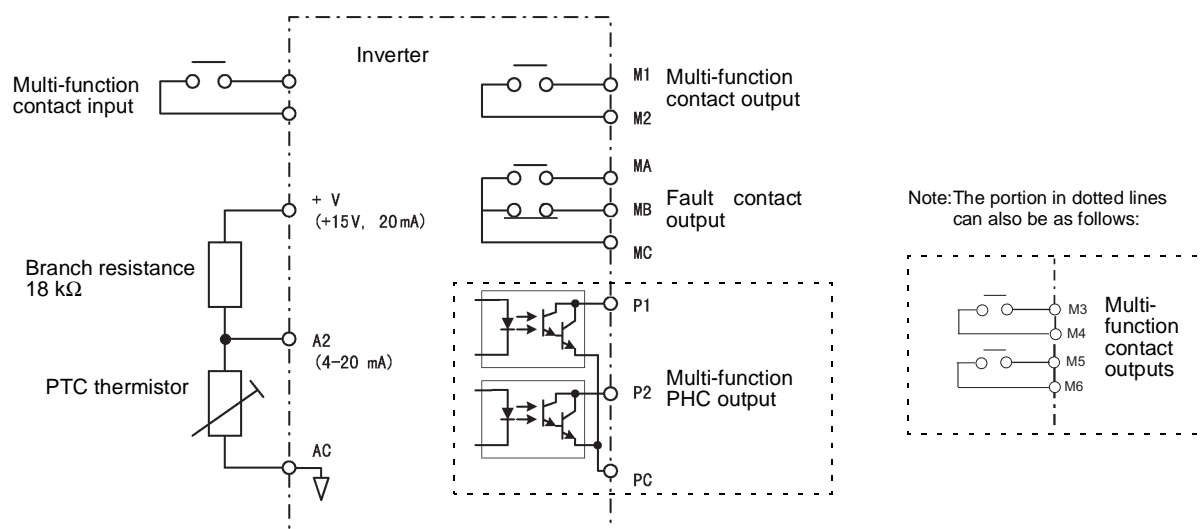 Inverter
Multi-function
contact input
+ V
(+15V, 20mA)
Branch resistance
18 kΩ
A2
(4-20 mA)
PTC thermistor
AC
M1
Multi-function
contact output
M2
MA
MB
Fault contact
output
MC
P1
P2
Multi-function
PHC output
PC
Note:The portion in dotted lines
can also be as follows:
M3
M4
M5
M6
Multi-
function
contact
outputs